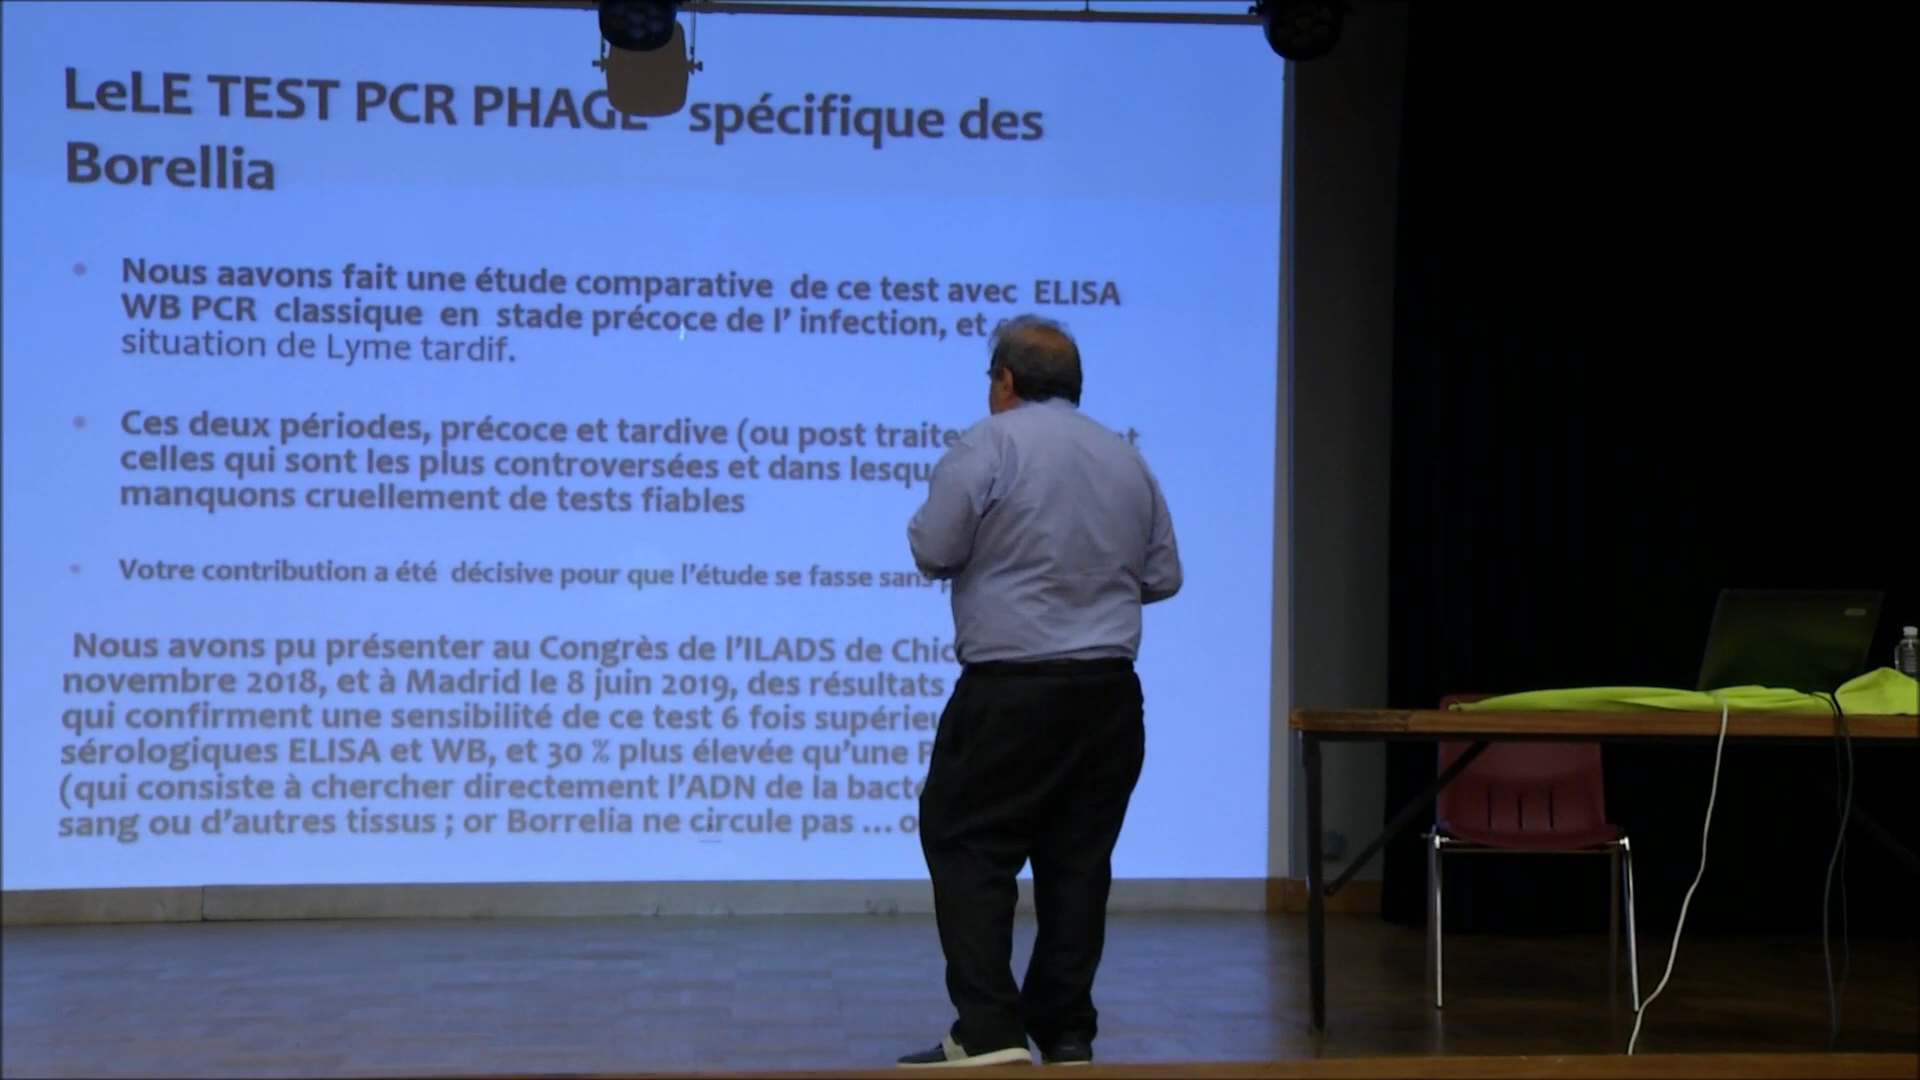 LeLE TEST PCR PHAGE spécifique des
Borellia
Nous aavons fait une étude comparative de ce test avec ELISA
WB PCR classique en stade précoce de l' infection, et
situation de Lyme tardif.
Ces deux périodes, précoce et tardive (ou post
celles qui sont les plus controversées et dans
manquons cruellement de tests fiables
Votre contribution a été décisive pour que l'étude se fasse sans
Nous avons pu présenter au Congrès de l'ILADS de
novembre 2018, et à Madrid le 8 juin 2019, des résultats
qui confirment une sensibilité de ce test 6 fois
sérologiques ELISA et WB, et 30 % plus élevée qu'une
(qui consiste à chercher directement l'ADN de la
sang ou d'autres tissus ; or Borrelia ne circule pas ...